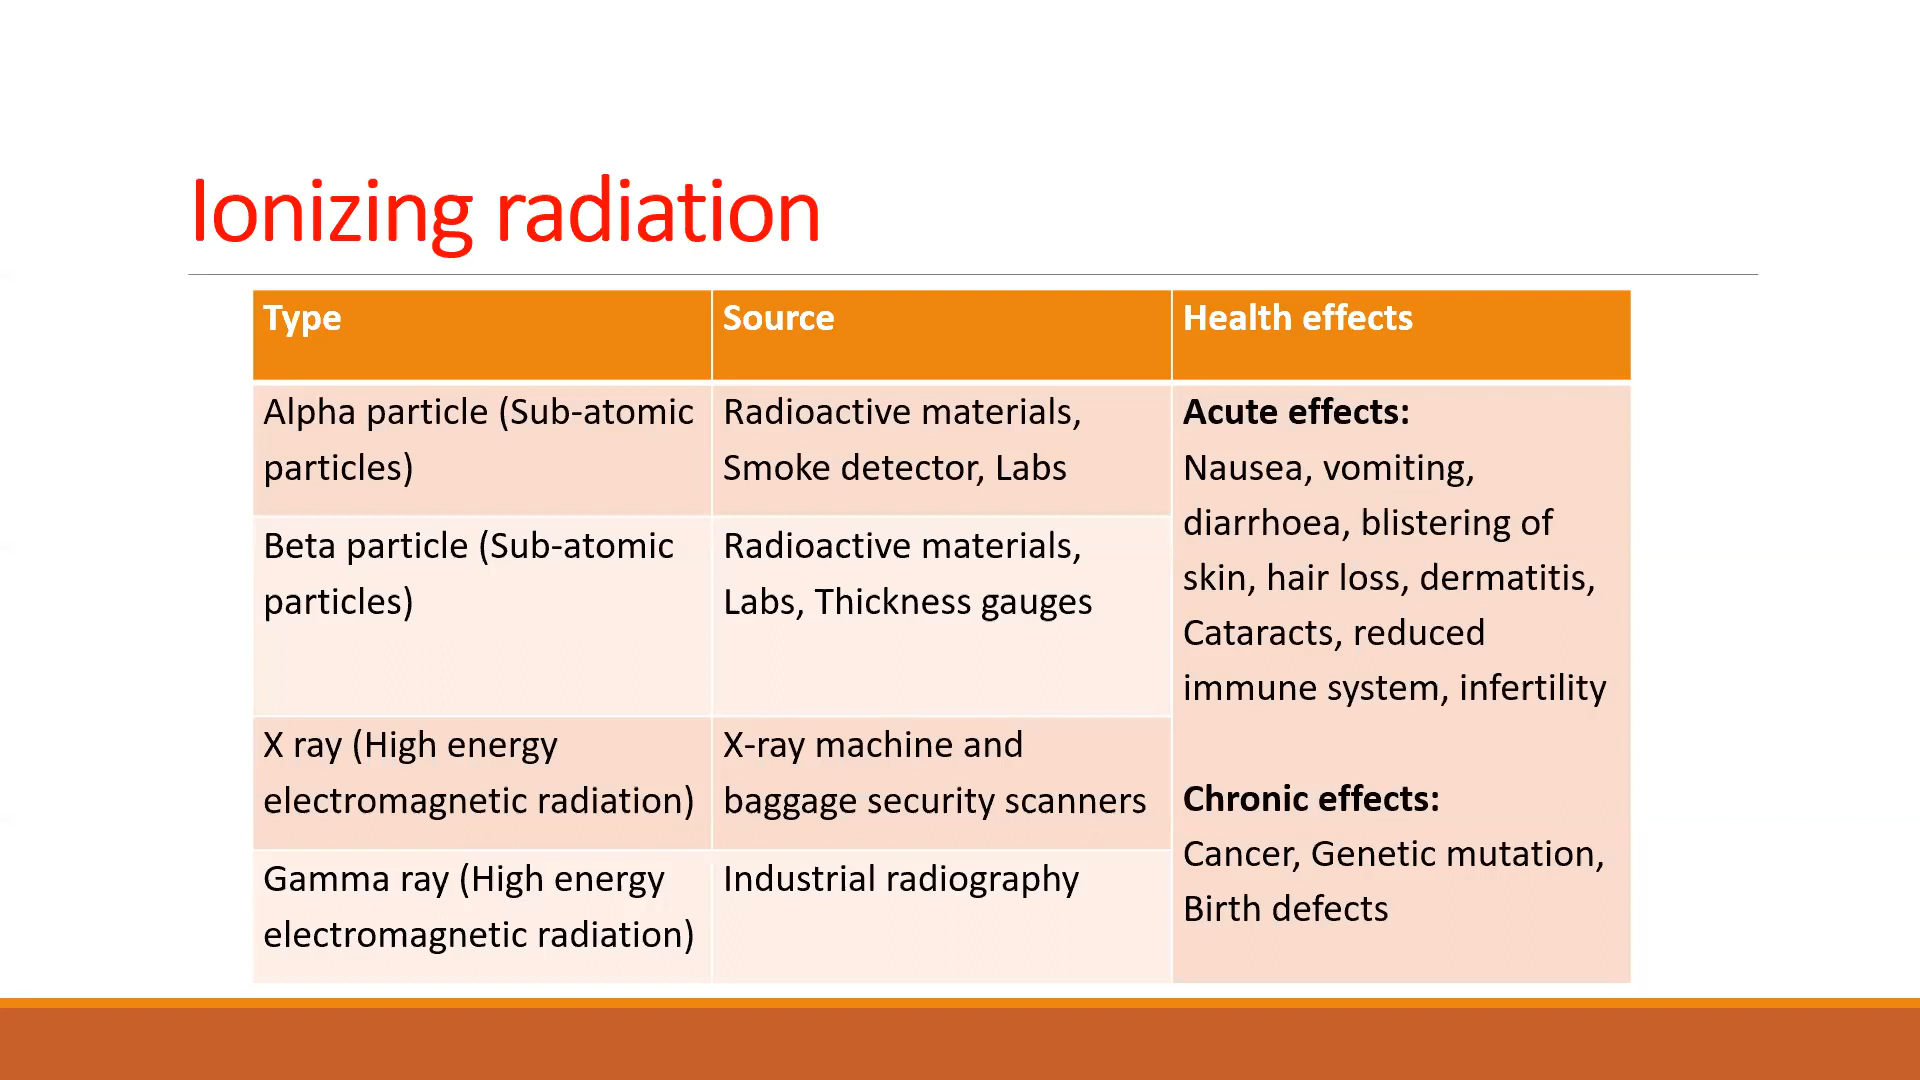 Ionizing radiation
Type
Source
Health effects
Alpha particle (Sub-atomic
particles)
Radioactive materials,
Smoke detector, Labs
Beta particle (Sub-atomic
particles)
Radioactive materials,
Labs, Thickness gauges
X ray (High energy
electromagnetic radiation)
X-ray machine and
baggage security scanners
Gamma ray (High energy
electromagnetic radiation)
Industrial radiography
Acute effects:
Nausea, vomiting,
diarrhoea, blistering of
skin, hair loss, dermatitis,
Cataracts, reduced
immune system, infertility
Chronic effects:
Cancer, Genetic mutation,
Birth defects